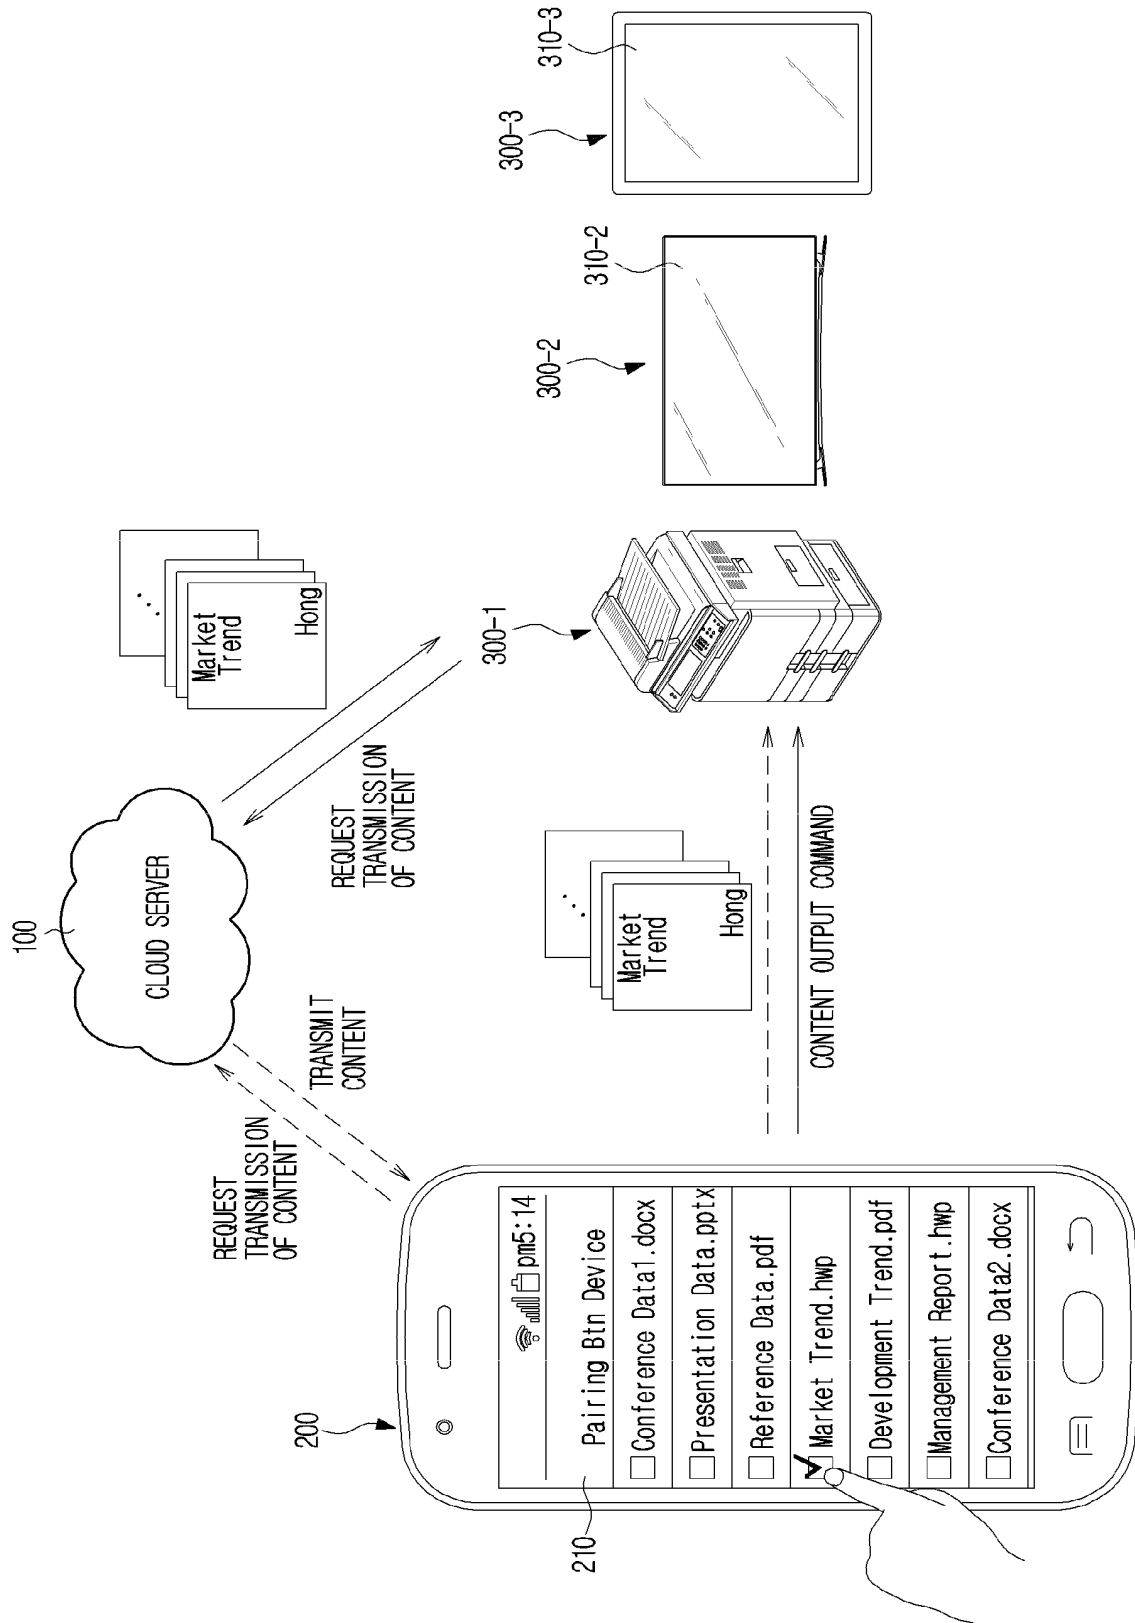 100
CLOUD SERVER
REQUEST
TRANSMISSION
OF CONTENT
TRANSMIT
CONTENT
REQUEST
TRANSMISSION
OF CONTENT
Market
Trend
Hong
200
210
pm5:14
Pairing Btn Device
Conference Data1.docx
Presentation Data.pptx
Reference Data.pdf
Market Trend.hwp
Development Trend.pdf
Management Report.hwp
Conference Data2.docx
Market
Trend
Hong
CONTENT OUTPUT COMMAND
300-1
300-2
310-2
300-3
310-3